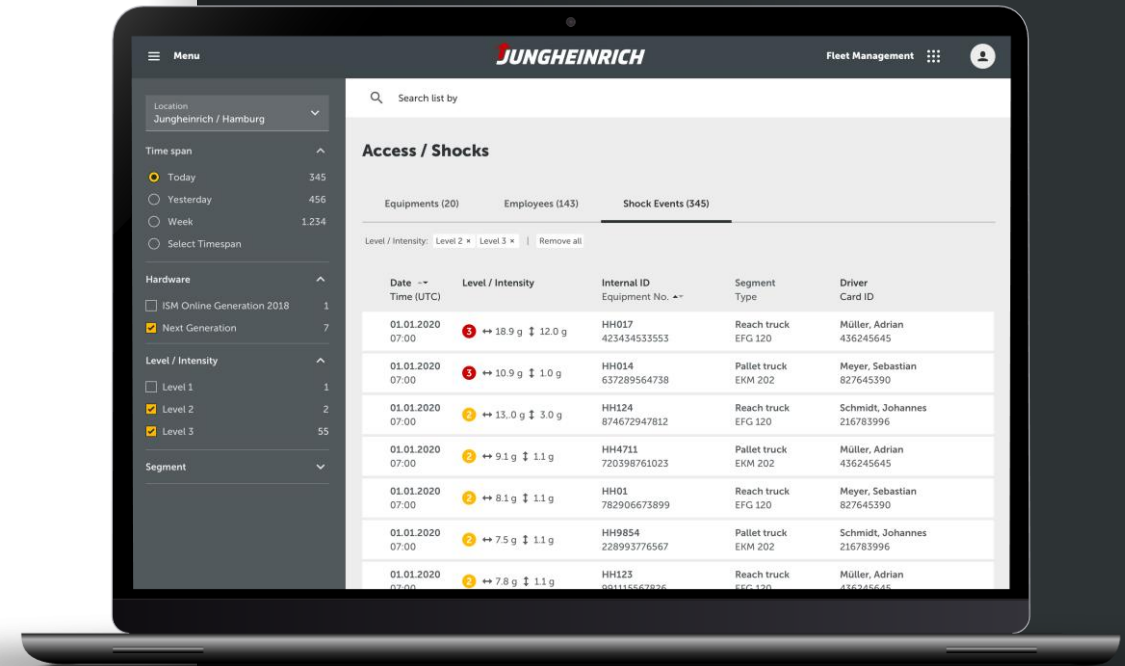 Menu
JUNGHEINRICH
Fleet Management
Location
Jungheinrich / Hamburg
Time span
Today 345
Yesterday 456
Week 1.234
Select Timespan
Hardware
ISM Online Generation 2018 1
Next Generation 7
Level / Intensity
Level 1 1
Level 2 2
Level 3 55
Segment
Search list by
Access / Shocks
Equipments (20) Employees (143) Shock Events (345)
Level / Intensity: Level 2 × Level 3 × | Remove all
Date Level / Intensity Internal ID Segment Driver
Time (UTC) Equipment No. Type Card ID
01.01.2020 3 ↔ 18.9 g ↕ 12.0 g HH017 Reach truck Müller, Adrian
07:00 423434533553 EFG 120 436245645
01.01.2020 3 ↔ 10.9 g ↕ 1.0 g HH014 Pallet truck Meyer, Sebastian
07:00 637289564738 EKM 202 827645390
01.01.2020 2 ↔ 13,.0 g ↕ 3.0 g HH124 Reach truck Schmidt, Johannes
07:00 874672947812 EFG 120 216783996
01.01.2020 2 ↔ 9.1 g ↕ 1.1 g HH4711 Pallet truck Müller, Adrian
07:00 720398761023 EKM 202 436245645
01.01.2020 2 ↔ 8.1 g ↕ 1.1 g HH01 Reach truck Meyer, Sebastian
07:00 782906673899 EFG 120 827645390
01.01.2020 2 ↔ 7.5 g ↕ 1.1 g HH9854 Pallet truck Schmidt, Johannes
07:00 228993776567 EKM 202 216783996
01.01.2020 2 ↔ 7.8 g ↕ 1.1 g HH123 Reach truck Müller, Adrian
07:00 991115567826 EFG 120 436245645